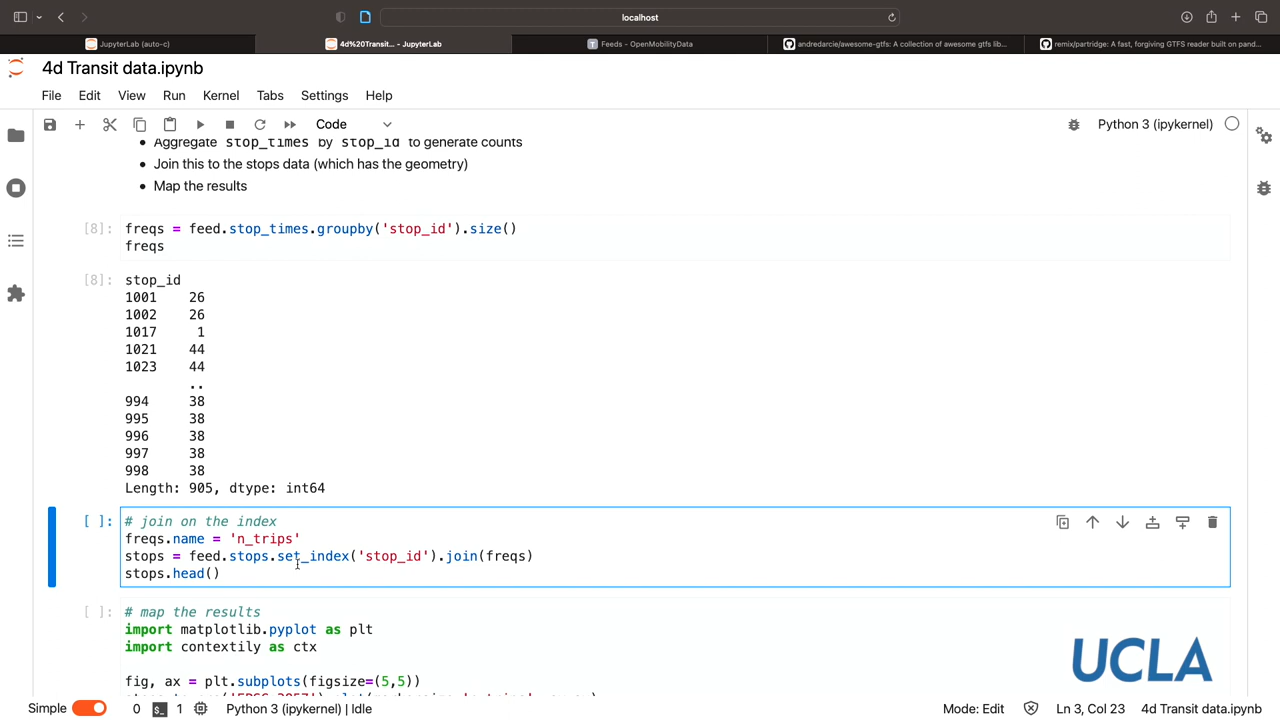 localhost
JupyterLab (auto-c)
4d%20Transit... - JupyterLab
Feeds - OpenMobilityData
andredarcie/awesome-gtfs: A collection of awesome gtfs lib...
remix/partridge: A fast, forgiving GTFS reader built on pand...
4d Transit data.ipynb
File Edit View Run Kernel Tabs Settings Help
Code
Python 3 (ipykernel)
Aggregate stop_times by stop_id to generate counts
Join this to the stops data (which has the geometry)
Map the results
[8]: freqs = feed.stop_times.groupby('stop_id').size()
freqs
[8]: stop_id
1001 26
1002 26
1017 1
1021 44
1023 44
..
994 38
995 38
996 38
997 38
998 38
Length: 905, dtype: int64
[ ]: # join on the index
freqs.name = 'n_trips'
stops = feed.stops.set_index('stop_id').join(freqs)
stops.head()
[ ]: # map the results
import matplotlib.pyplot as plt
import contextily as ctx
fig, ax = plt.subplots(figsize=(5,5))
UCLA
Simple 0 1 Python 3 (ipykernel) | Idle Mode: Edit Ln 3, Col 23 4d Transit data.ipynb